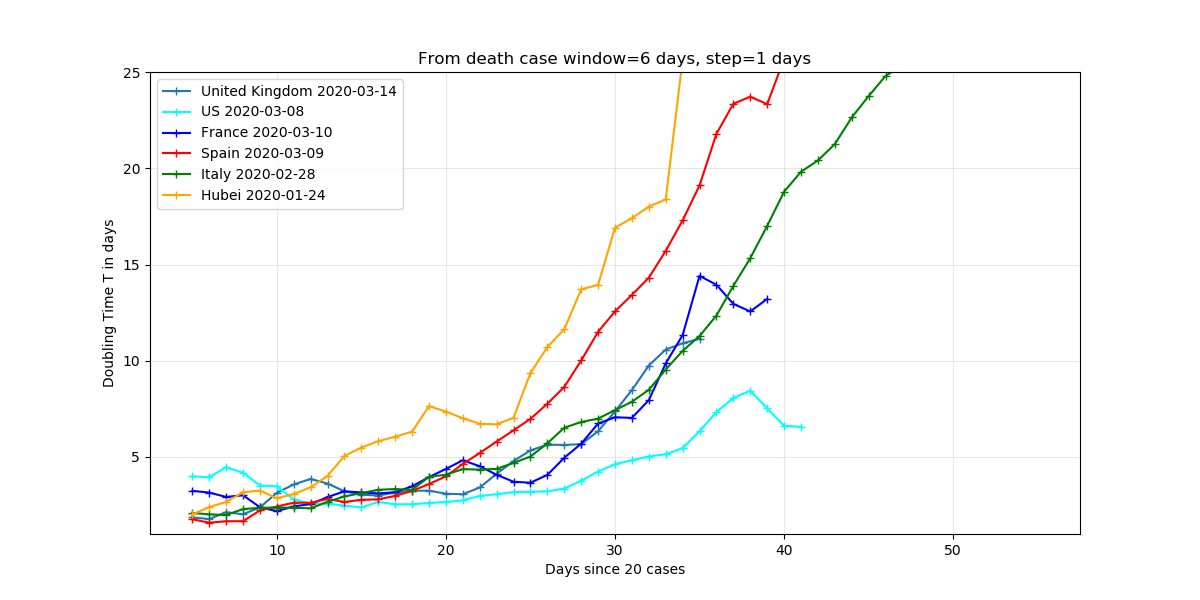 From death case window=6 days, step=1 days
25
20
15
10
5
Doubling Time T in days
United Kingdom 2020-03-14
US 2020-03-08
France 2020-03-10
Spain 2020-03-09
Italy 2020-02-28
Hubei 2020-01-24
10
20
30
40
50
Days since 20 cases